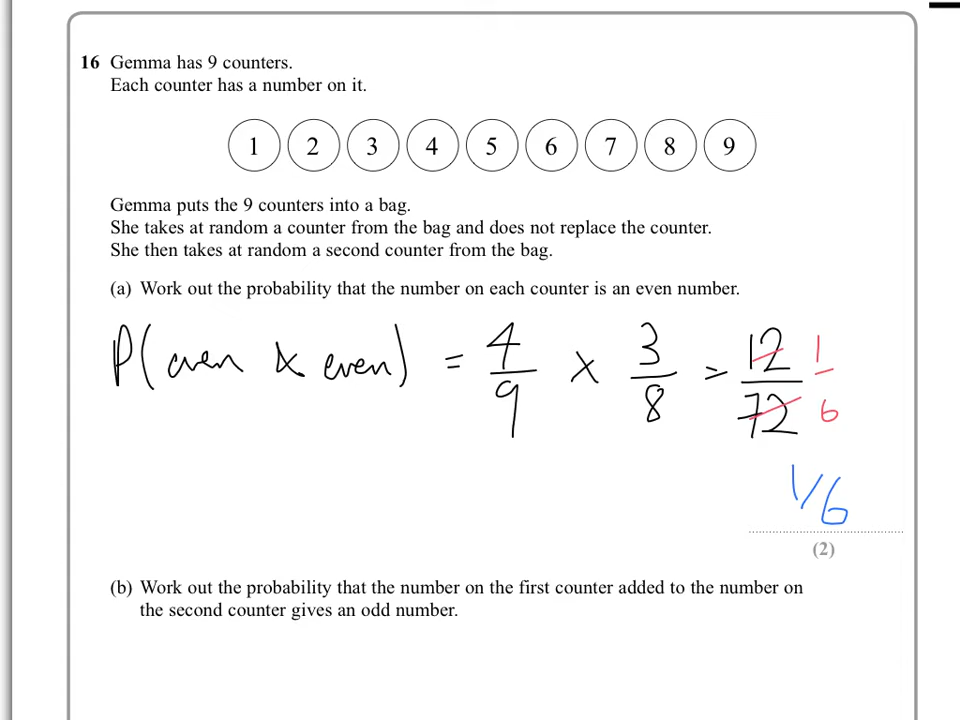 16 Gemma has 9 counters.
Each counter has a number on it.
1 2 3 4 5 6 7 8 9
Gemma puts the 9 counters into a bag.
She takes at random a counter from the bag and does not replace the counter.
She then takes at random a second counter from the bag.
(a) Work out the probability that the number on each counter is an even number.
P(even & even) = 4/9 × 3/8 = 12/72 1/6
1/6
(2)
(b) Work out the probability that the number on the first counter added to the number on
the second counter gives an odd number.